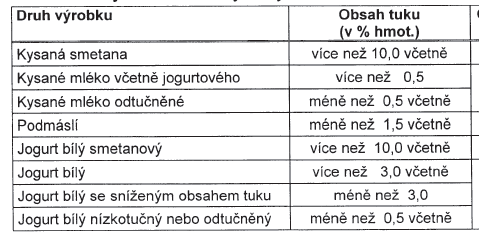 Druh výrobku Obsah tuku
(v % hmot.)
Kysaná smetana více než 10,0 včetně
Kysané mléko včetně jogurtového více než 0,5
Kysané mléko odtučněné méně než 0,5 včetně
Podmáslí méně než 1,5 včetně
Jogurt bílý smetanový více než 10,0 včetně
Jogurt bílý více než 3,0 včetně
Jogurt bílý se sníženým obsahem tuku méně než 3,0
Jogurt bílý nízkotučný nebo odtučněný méně než 0,5 včetně